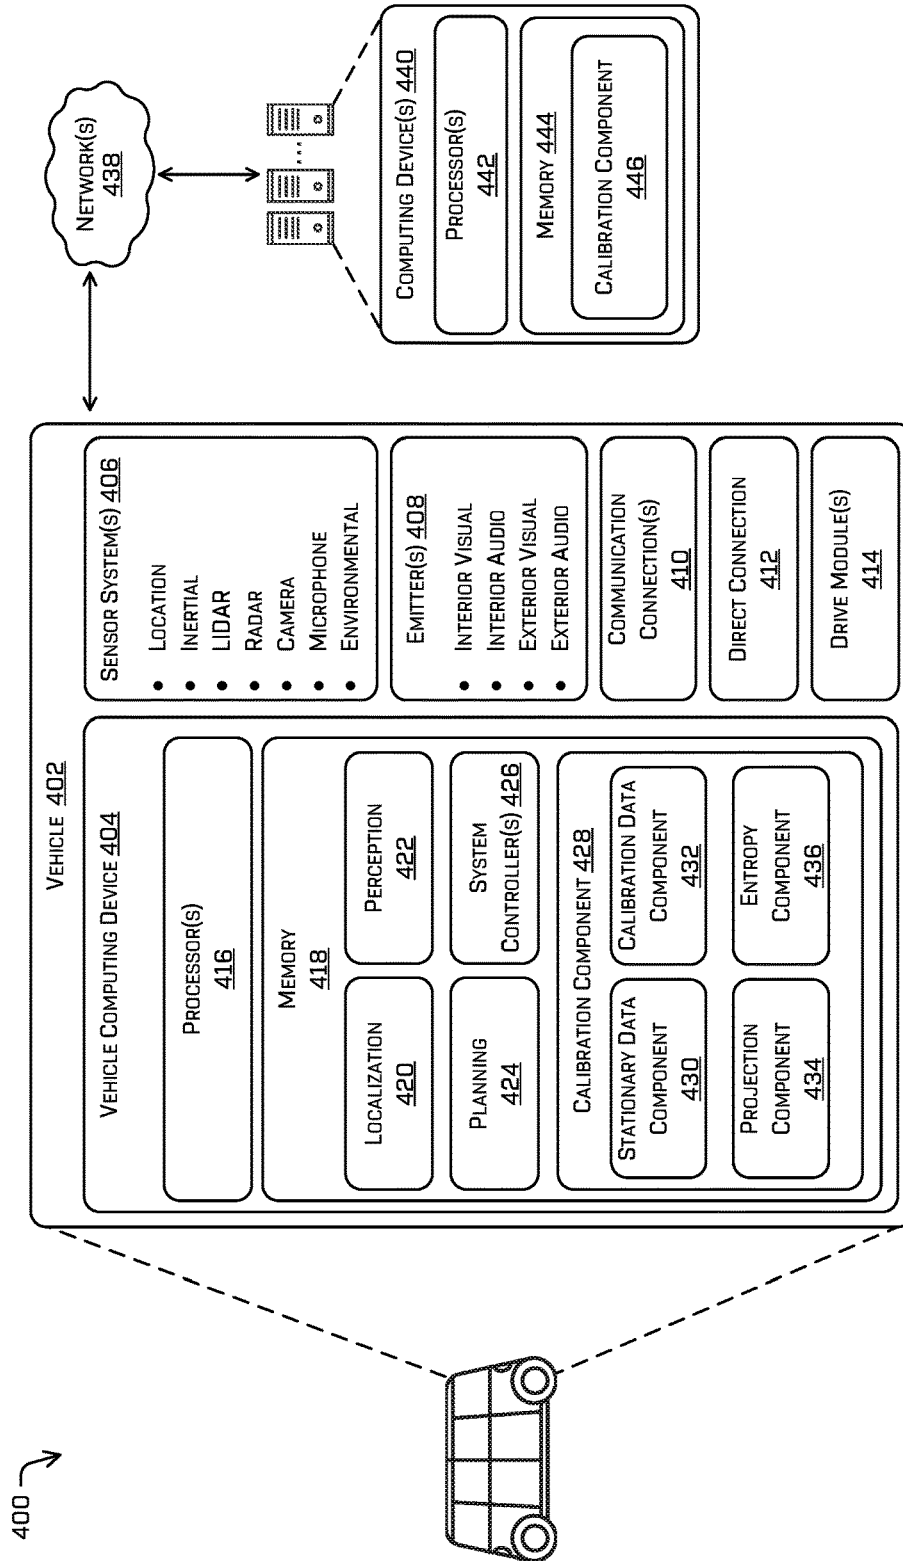 400
VEHICLE 402
VEHICLE COMPUTING DEVICE 404
PROCESSOR(S)
416
MEMORY
418
LOCALIZATION
420
PERCEPTION
422
PLANNING
424
SYSTEM
CONTROLLER(S) 426
CALIBRATION COMPONENT 428
STATIONARY DATA
COMPONENT
430
CALIBRATION DATA
COMPONENT
432
PROJECTION
COMPONENT
434
ENTROPY
COMPONENT
436
SENSOR SYSTEM(S) 406
• LOCATION
• INERTIAL
• LIDAR
• RADAR
• CAMERA
• MICROPHONE
• ENVIRONMENTAL
EMITTER(S) 408
• INTERIOR VISUAL
• INTERIOR AUDIO
• EXTERIOR VISUAL
• EXTERIOR AUDIO
COMMUNICATION
CONNECTION(S)
410
DIRECT CONNECTION
412
DRIVE MODULE(S)
414
NETWORK(S)
438
...
COMPUTING DEVICE(S) 440
PROCESSOR(S)
442
MEMORY 444
CALIBRATION COMPONENT
446